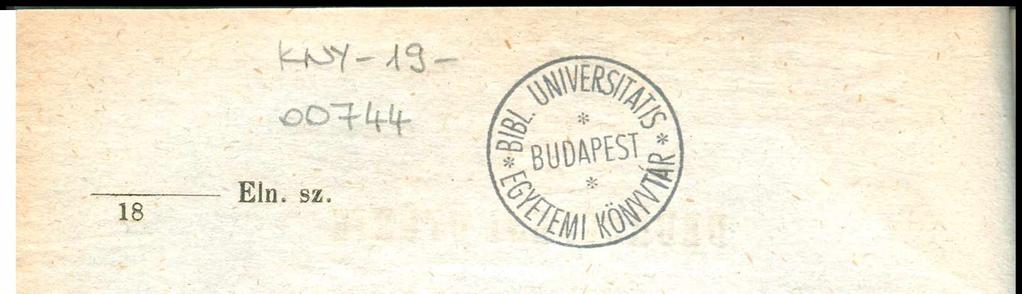 KNY-19-
00744
BIBL. UNIVERSITATIS
* BUDAPEST *
* EGYETEMI KÖNYVTÁR *
Eln. sz.
18